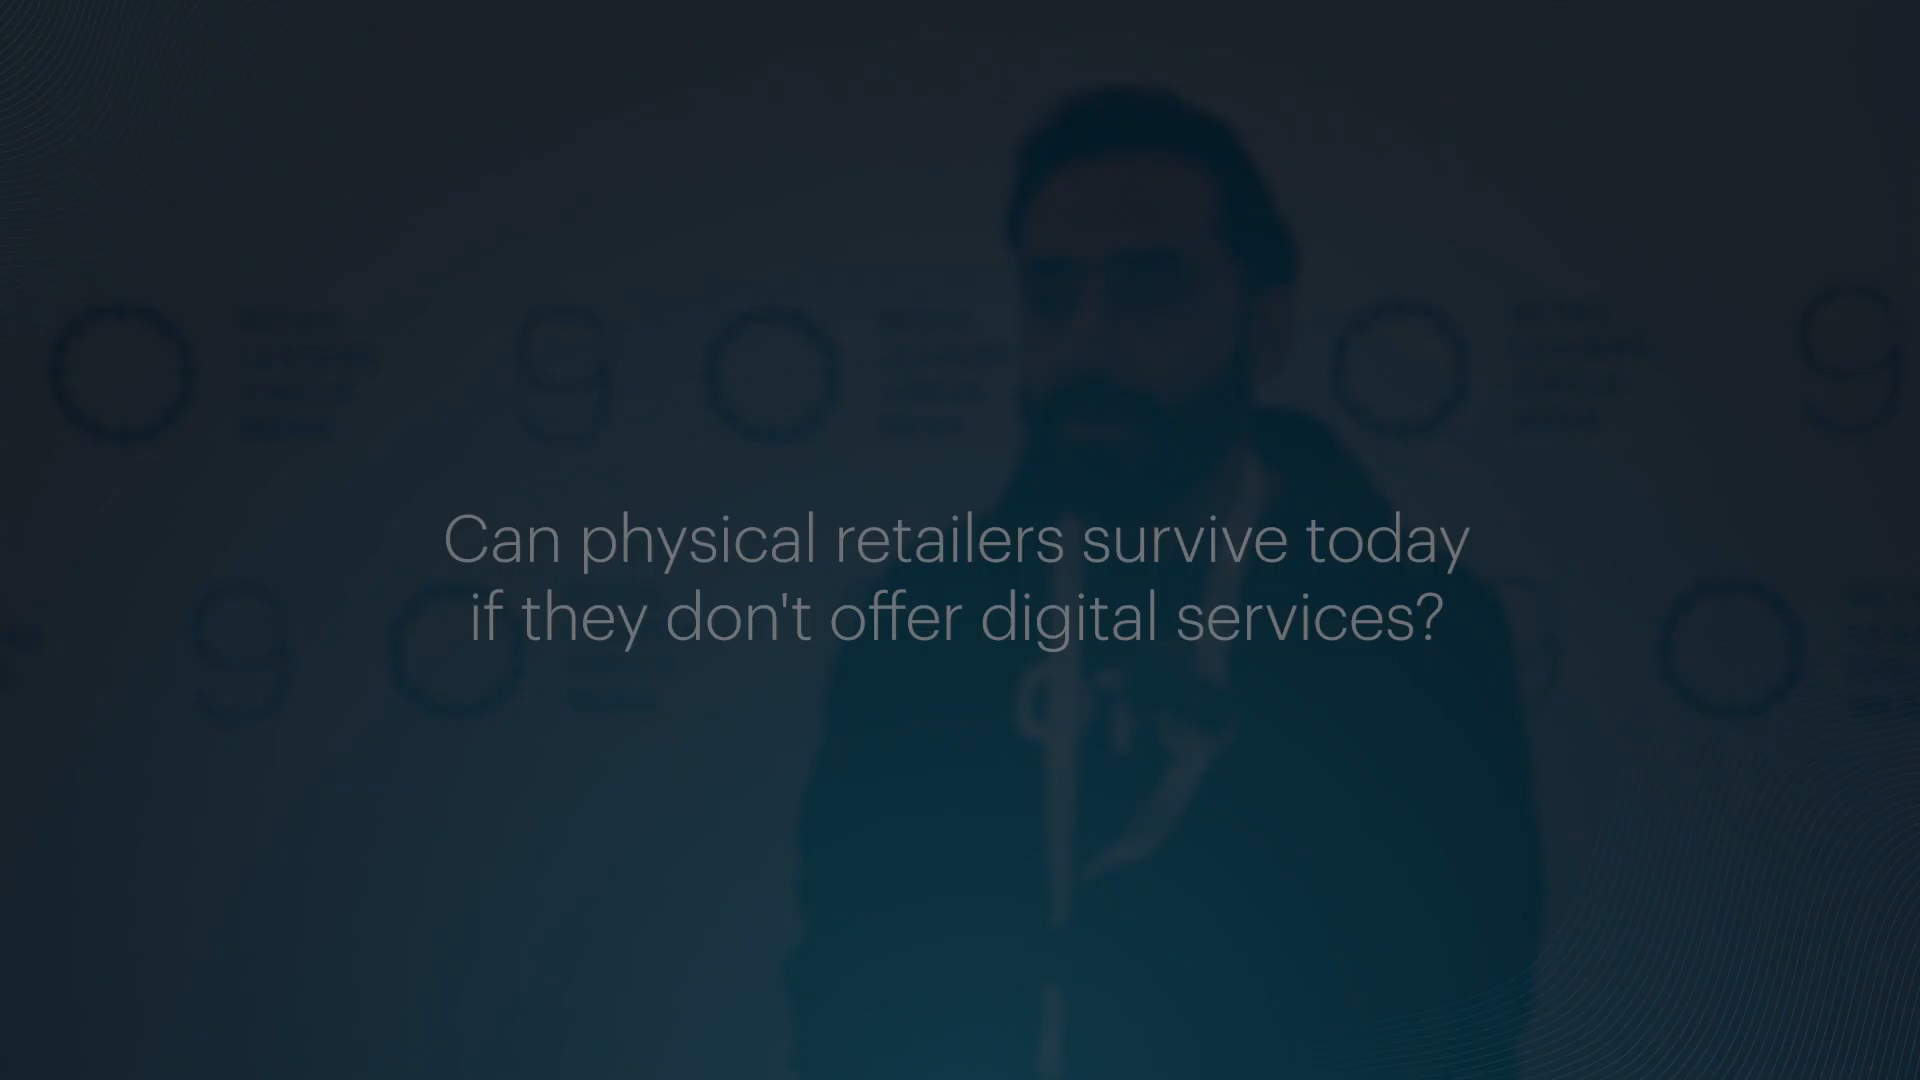 Can physical retailers survive today
if they don't offer digital services?